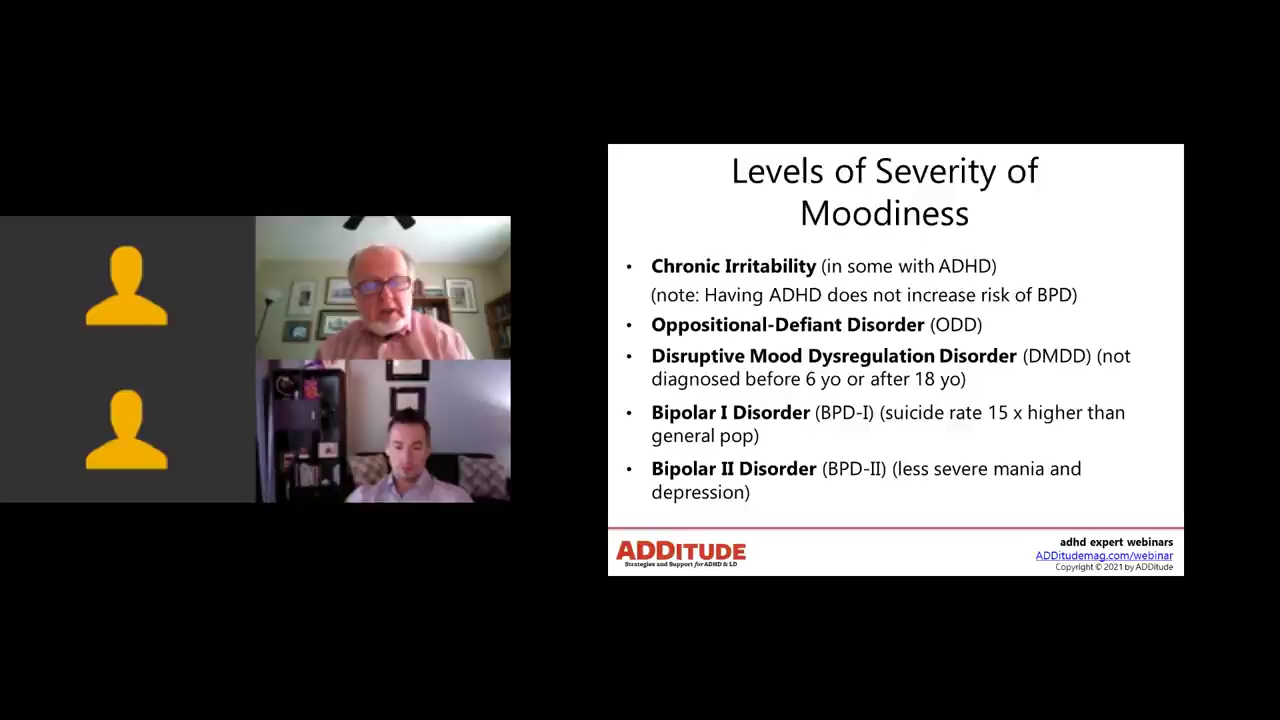 Levels of Severity of
Moodiness
• Chronic Irritability (in some with ADHD)
(note: Having ADHD does not increase risk of BPD)
• Oppositional-Defiant Disorder (ODD)
• Disruptive Mood Dysregulation Disorder (DMDD) (not
diagnosed before 6 yo or after 18 yo)
• Bipolar I Disorder (BPD-I) (suicide rate 15 x higher than
general pop)
• Bipolar II Disorder (BPD-II) (less severe mania and
depression)
ADDITUDE
Strategies and Support for ADHD & LD
adhd expert webinars
ADDitudemag.com/webinar
Copyright © 2021 by ADDitude